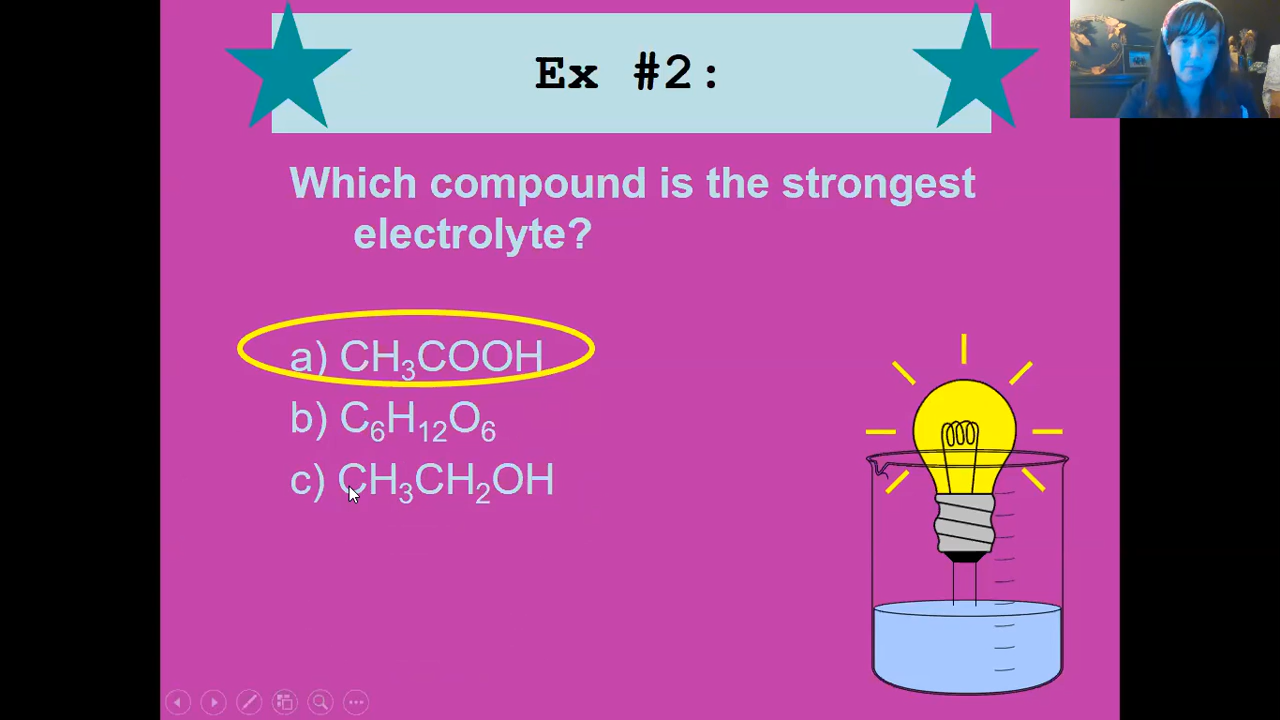 Ex #2:
Which compound is the strongest
electrolyte?
a) CH₃COOH
b) C₆H₁₂O₆
c) CH₃CH₂OH